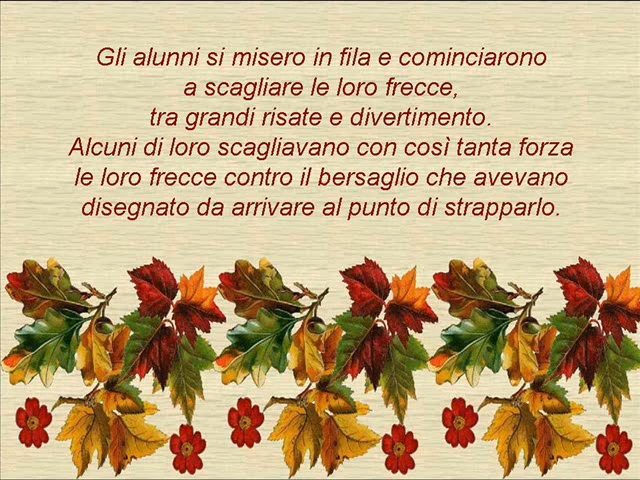 Gli alunni si misero in fila e cominciarono
a scagliare le loro frecce,
tra grandi risate e divertimento.
Alcuni di loro scagliavano con così tanta forza
le loro frecce contro il bersaglio che avevano
disegnato da arrivare al punto di strapparlo.